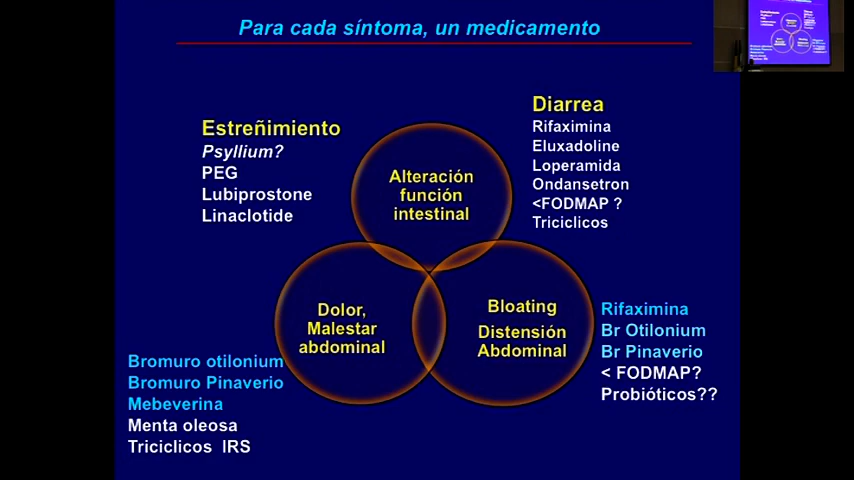 Para cada síntoma, un medicamento
Estreñimiento
Psyllium?
PEG
Lubiprostone
Linaclotide
Diarrea
Rifaximina
Eluxadoline
Loperamida
Ondansetron
<FODMAP ?
Triciclicos
Alteración
función
intestinal
Dolor,
Malestar
abdominal
Bloating
Distensión
Abdominal
Bromuro otilonium
Bromuro Pinaverio
Mebeverina
Menta oleosa
Triciclicos IRS
Rifaximina
Br Otilonium
Br Pinaverio
< FODMAP?
Probióticos??